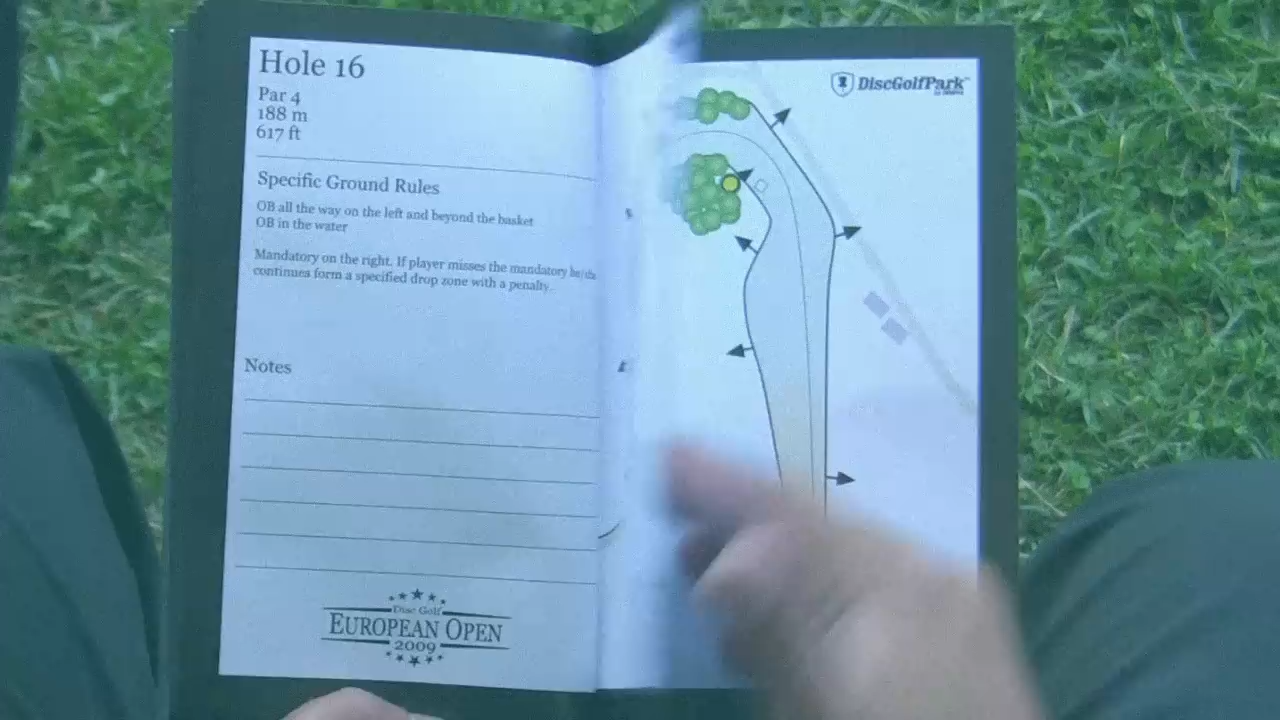 Hole 16
Par 4
188 m
617 ft
Specific Ground Rules
OB all the way on the left and beyond the basket
OB in the water
Mandatory on the right. If player misses the mandatory he/she
continues form a specified drop zone with a penalty.
Notes
Disc Golf
EUROPEAN OPEN
2009
DiscGolfPark